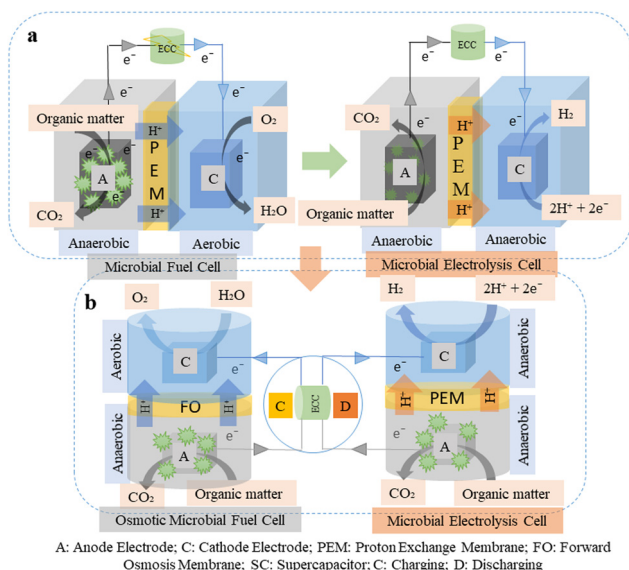 a
ECC
e⁻
e⁻
e⁻
e⁻
Organic matter
H⁺
O₂
e⁻
e⁻
e⁻
A
PEM
C
e⁻
CO₂
H⁺
H₂O
Anaerobic
Aerobic
Microbial Fuel Cell
ECC
e⁻
e⁻
e⁻
e⁻
CO₂
H⁺
H₂
A
PEM
C
e⁻
Organic matter
H⁺
2H⁺ + 2e⁻
Anaerobic
Anaerobic
Microbial Electrolysis Cell
b
O₂
H₂O
Aerobic
C
e⁻
H⁺
FO
H⁺
Anaerobic
e⁻
A
CO₂
Organic matter
Osmotic Microbial Fuel Cell
C
ECC
D
H₂
2H⁺ + 2e⁻
Anaerobic
C
e⁻
H⁺
PEM
H⁺
Anaerobic
e⁻
A
CO₂
Organic matter
Microbial Electrolysis Cell
A: Anode Electrode; C: Cathode Electrode; PEM: Proton Exchange Membrane; FO: Forward
Osmosis Membrane; SC: Supercapacitor; C: Charging; D: Discharging